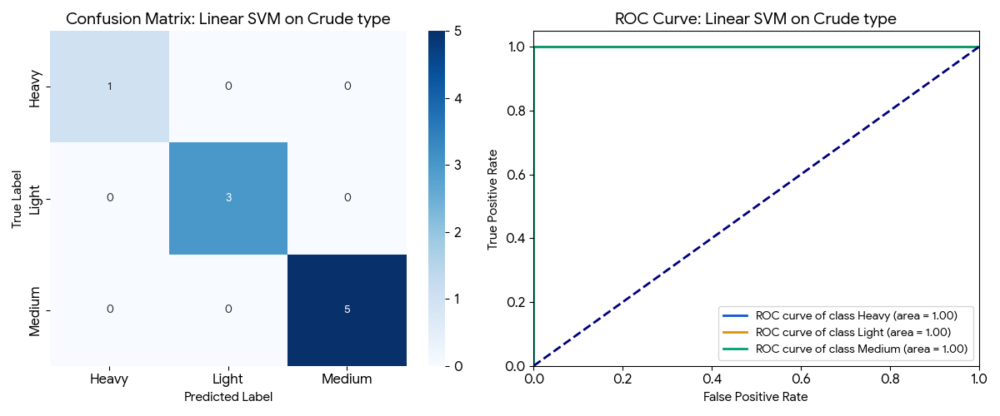 Confusion Matrix: Linear SVM on Crude type
True Label
Heavy
Light
Medium
1 0 0
0 3 0
0 0 5
Heavy Light Medium
Predicted Label
5
4
3
2
1
0
ROC Curve: Linear SVM on Crude type
True Positive Rate
1.0
0.8
0.6
0.4
0.2
0.0
ROC curve of class Heavy (area = 1.00)
ROC curve of class Light (area = 1.00)
ROC curve of class Medium (area = 1.00)
0.0 0.2 0.4 0.6 0.8 1.0
False Positive Rate